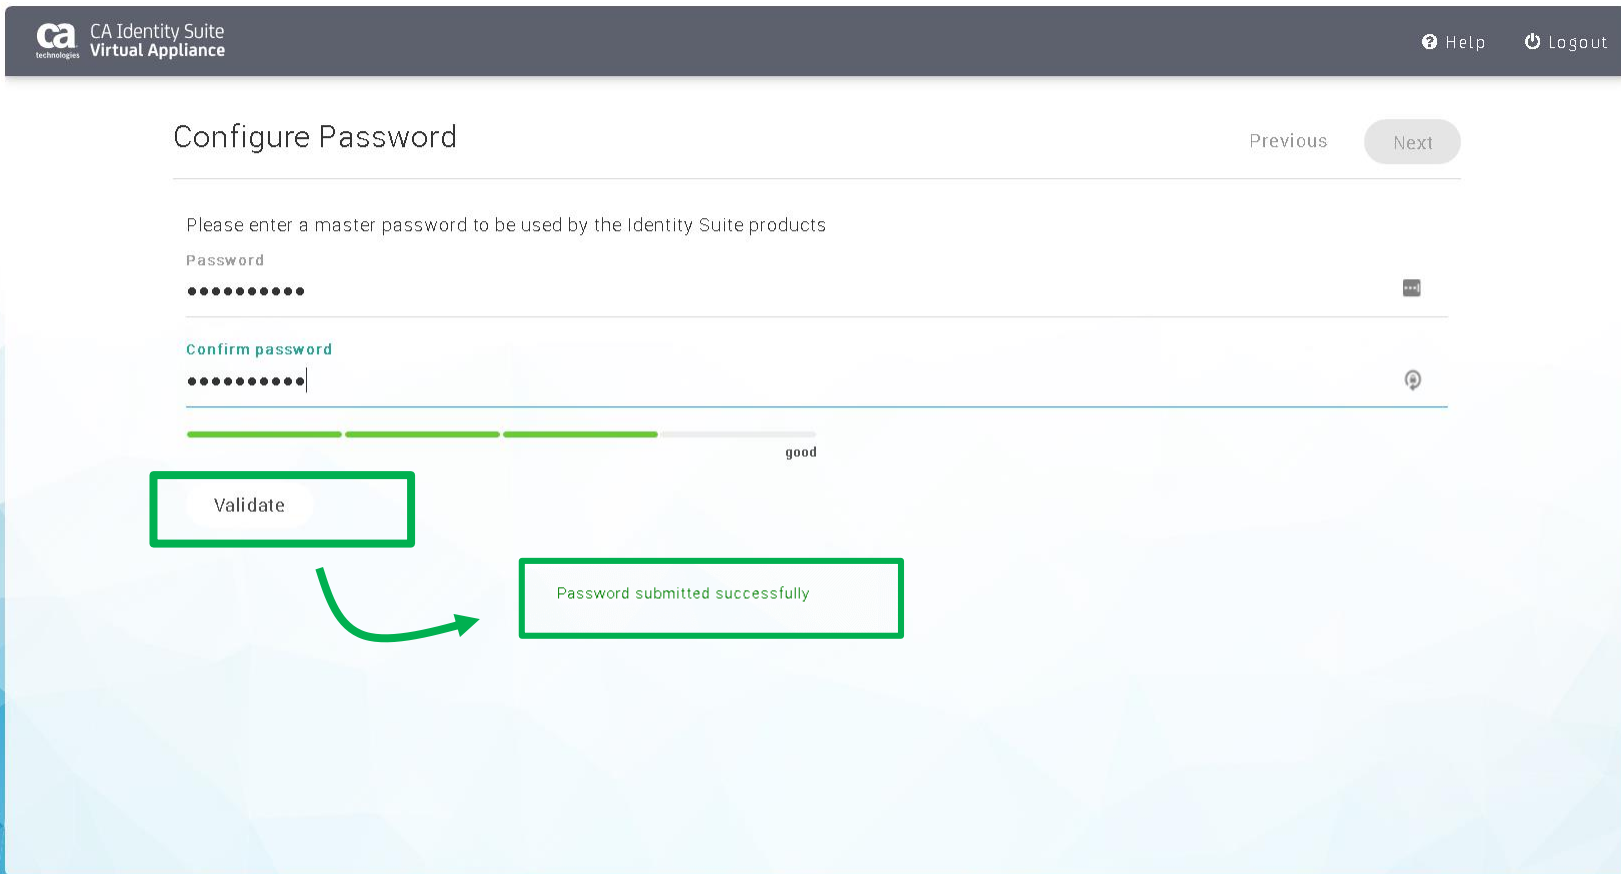 ca
technologies
CA Identity Suite
Virtual Appliance
Help
Logout
Configure Password
Previous
Next
Please enter a master password to be used by the Identity Suite products
Password
••••••••••
Confirm password
••••••••••
good
Validate
Password submitted successfully